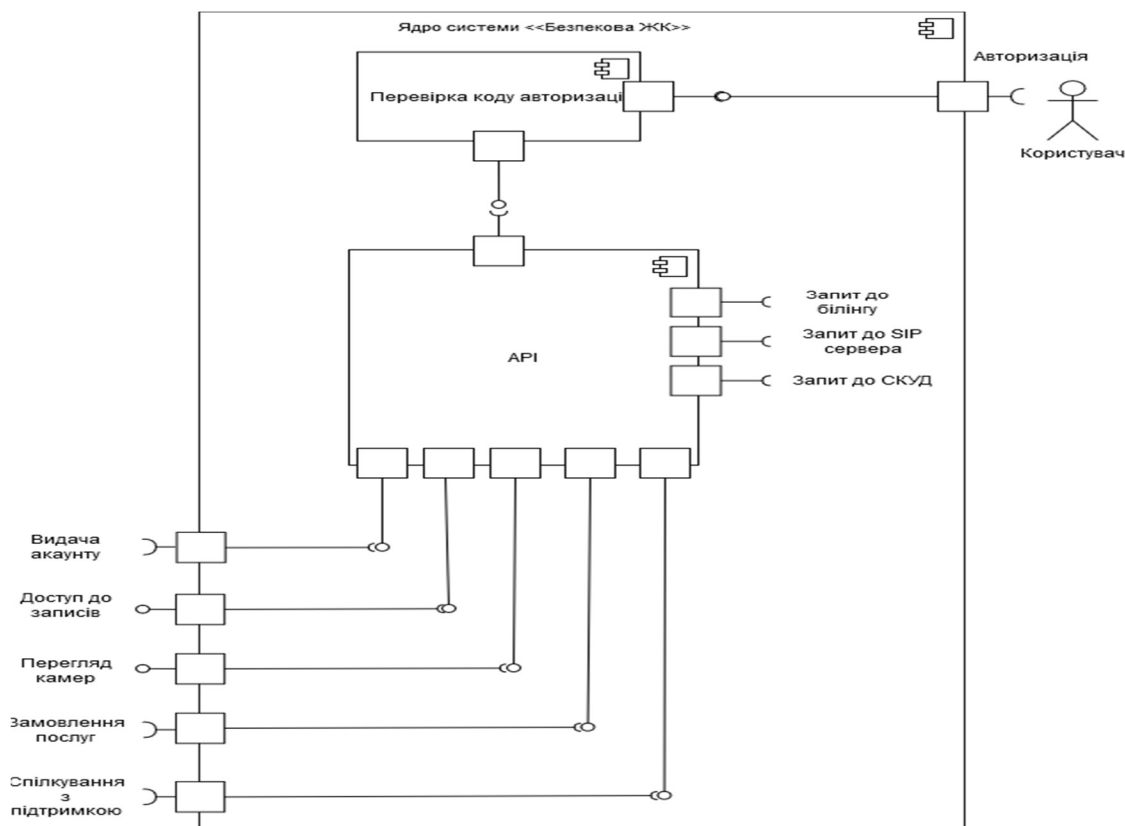 Ядро системи <<Безпекова ЖК>>
Авторизація
Перевірка коду авторизаці
Користувач
API
Запит до
білінгу
Запит до SIP
сервера
Запит до СКУД
Видача
акаунту
Доступ до
записів
Перегляд
камер
Замовлення
послуг
Спілкування
з
підтримкою